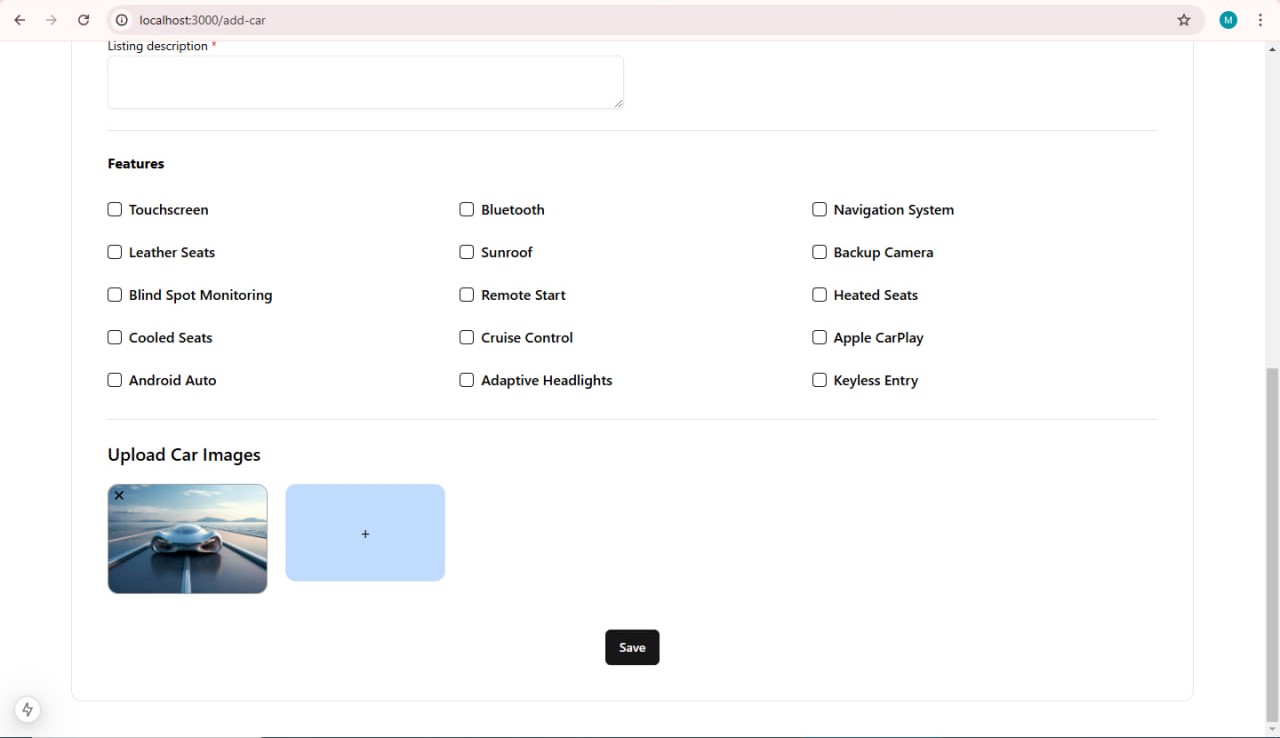 localhost:3000/add-car
M
Listing description *
Features
Touchscreen
Bluetooth
Navigation System
Leather Seats
Sunroof
Backup Camera
Blind Spot Monitoring
Remote Start
Heated Seats
Cooled Seats
Cruise Control
Apple CarPlay
Android Auto
Adaptive Headlights
Keyless Entry
Upload Car Images
+
Save